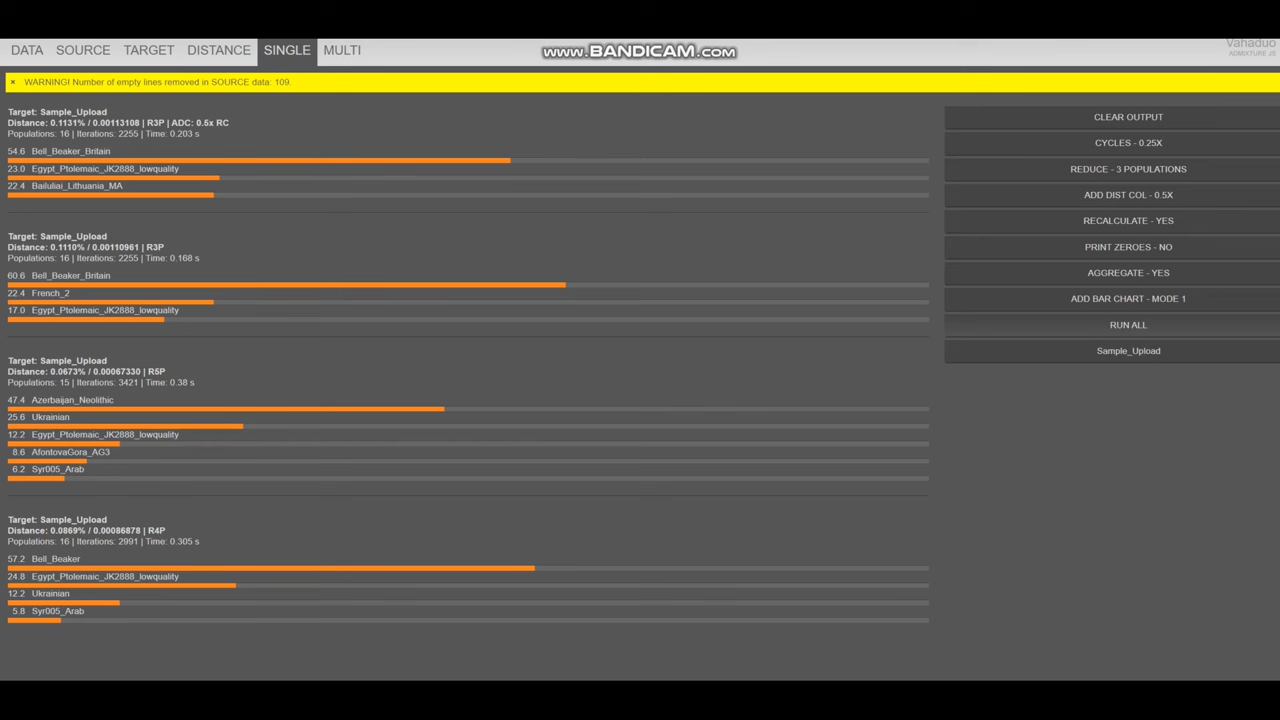 www.BANDICAM.com
Vahaduo
ADMIXTURE JS
DATA SOURCE TARGET DISTANCE SINGLE MULTI
× WARNING! Number of empty lines removed in SOURCE data: 109.
Target: Sample_Upload
Distance: 0.1131% / 0.00113108 | R3P | ADC: 0.5x RC
Populations: 16 | Iterations: 2255 | Time: 0.203 s
54.6 Bell_Beaker_Britain
23.0 Egypt_Ptolemaic_JK2888_lowquality
22.4 Bailuliai_Lithuania_MA
Target: Sample_Upload
Distance: 0.1110% / 0.00110961 | R3P
Populations: 16 | Iterations: 2255 | Time: 0.168 s
60.6 Bell_Beaker_Britain
22.4 French_2
17.0 Egypt_Ptolemaic_JK2888_lowquality
Target: Sample_Upload
Distance: 0.0673% / 0.00067330 | R5P
Populations: 15 | Iterations: 3421 | Time: 0.38 s
47.4 Azerbaijan_Neolithic
25.6 Ukrainian
12.2 Egypt_Ptolemaic_JK2888_lowquality
8.6 AfontovaGora_AG3
6.2 Syr005_Arab
Target: Sample_Upload
Distance: 0.0869% / 0.00086878 | R4P
Populations: 16 | Iterations: 2991 | Time: 0.305 s
57.2 Bell_Beaker
24.8 Egypt_Ptolemaic_JK2888_lowquality
12.2 Ukrainian
5.8 Syr005_Arab
CLEAR OUTPUT
CYCLES - 0.25X
REDUCE - 3 POPULATIONS
ADD DIST COL - 0.5X
RECALCULATE - YES
PRINT ZEROES - NO
AGGREGATE - YES
ADD BAR CHART - MODE 1
RUN ALL
Sample_Upload